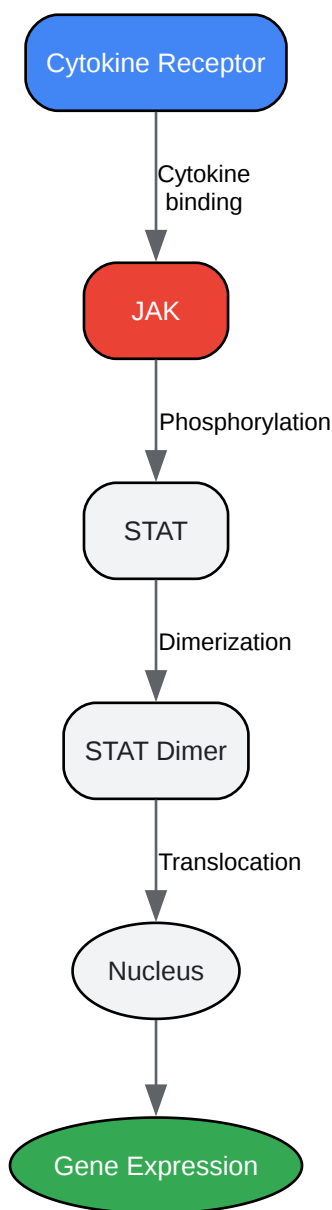 Cytokine Receptor
Cytokine
binding
JAK
Phosphorylation
STAT
Dimerization
STAT Dimer
Translocation
Nucleus
Gene Expression